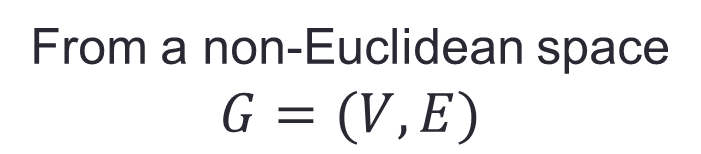 From a non-Euclidean space
G = (V, E)